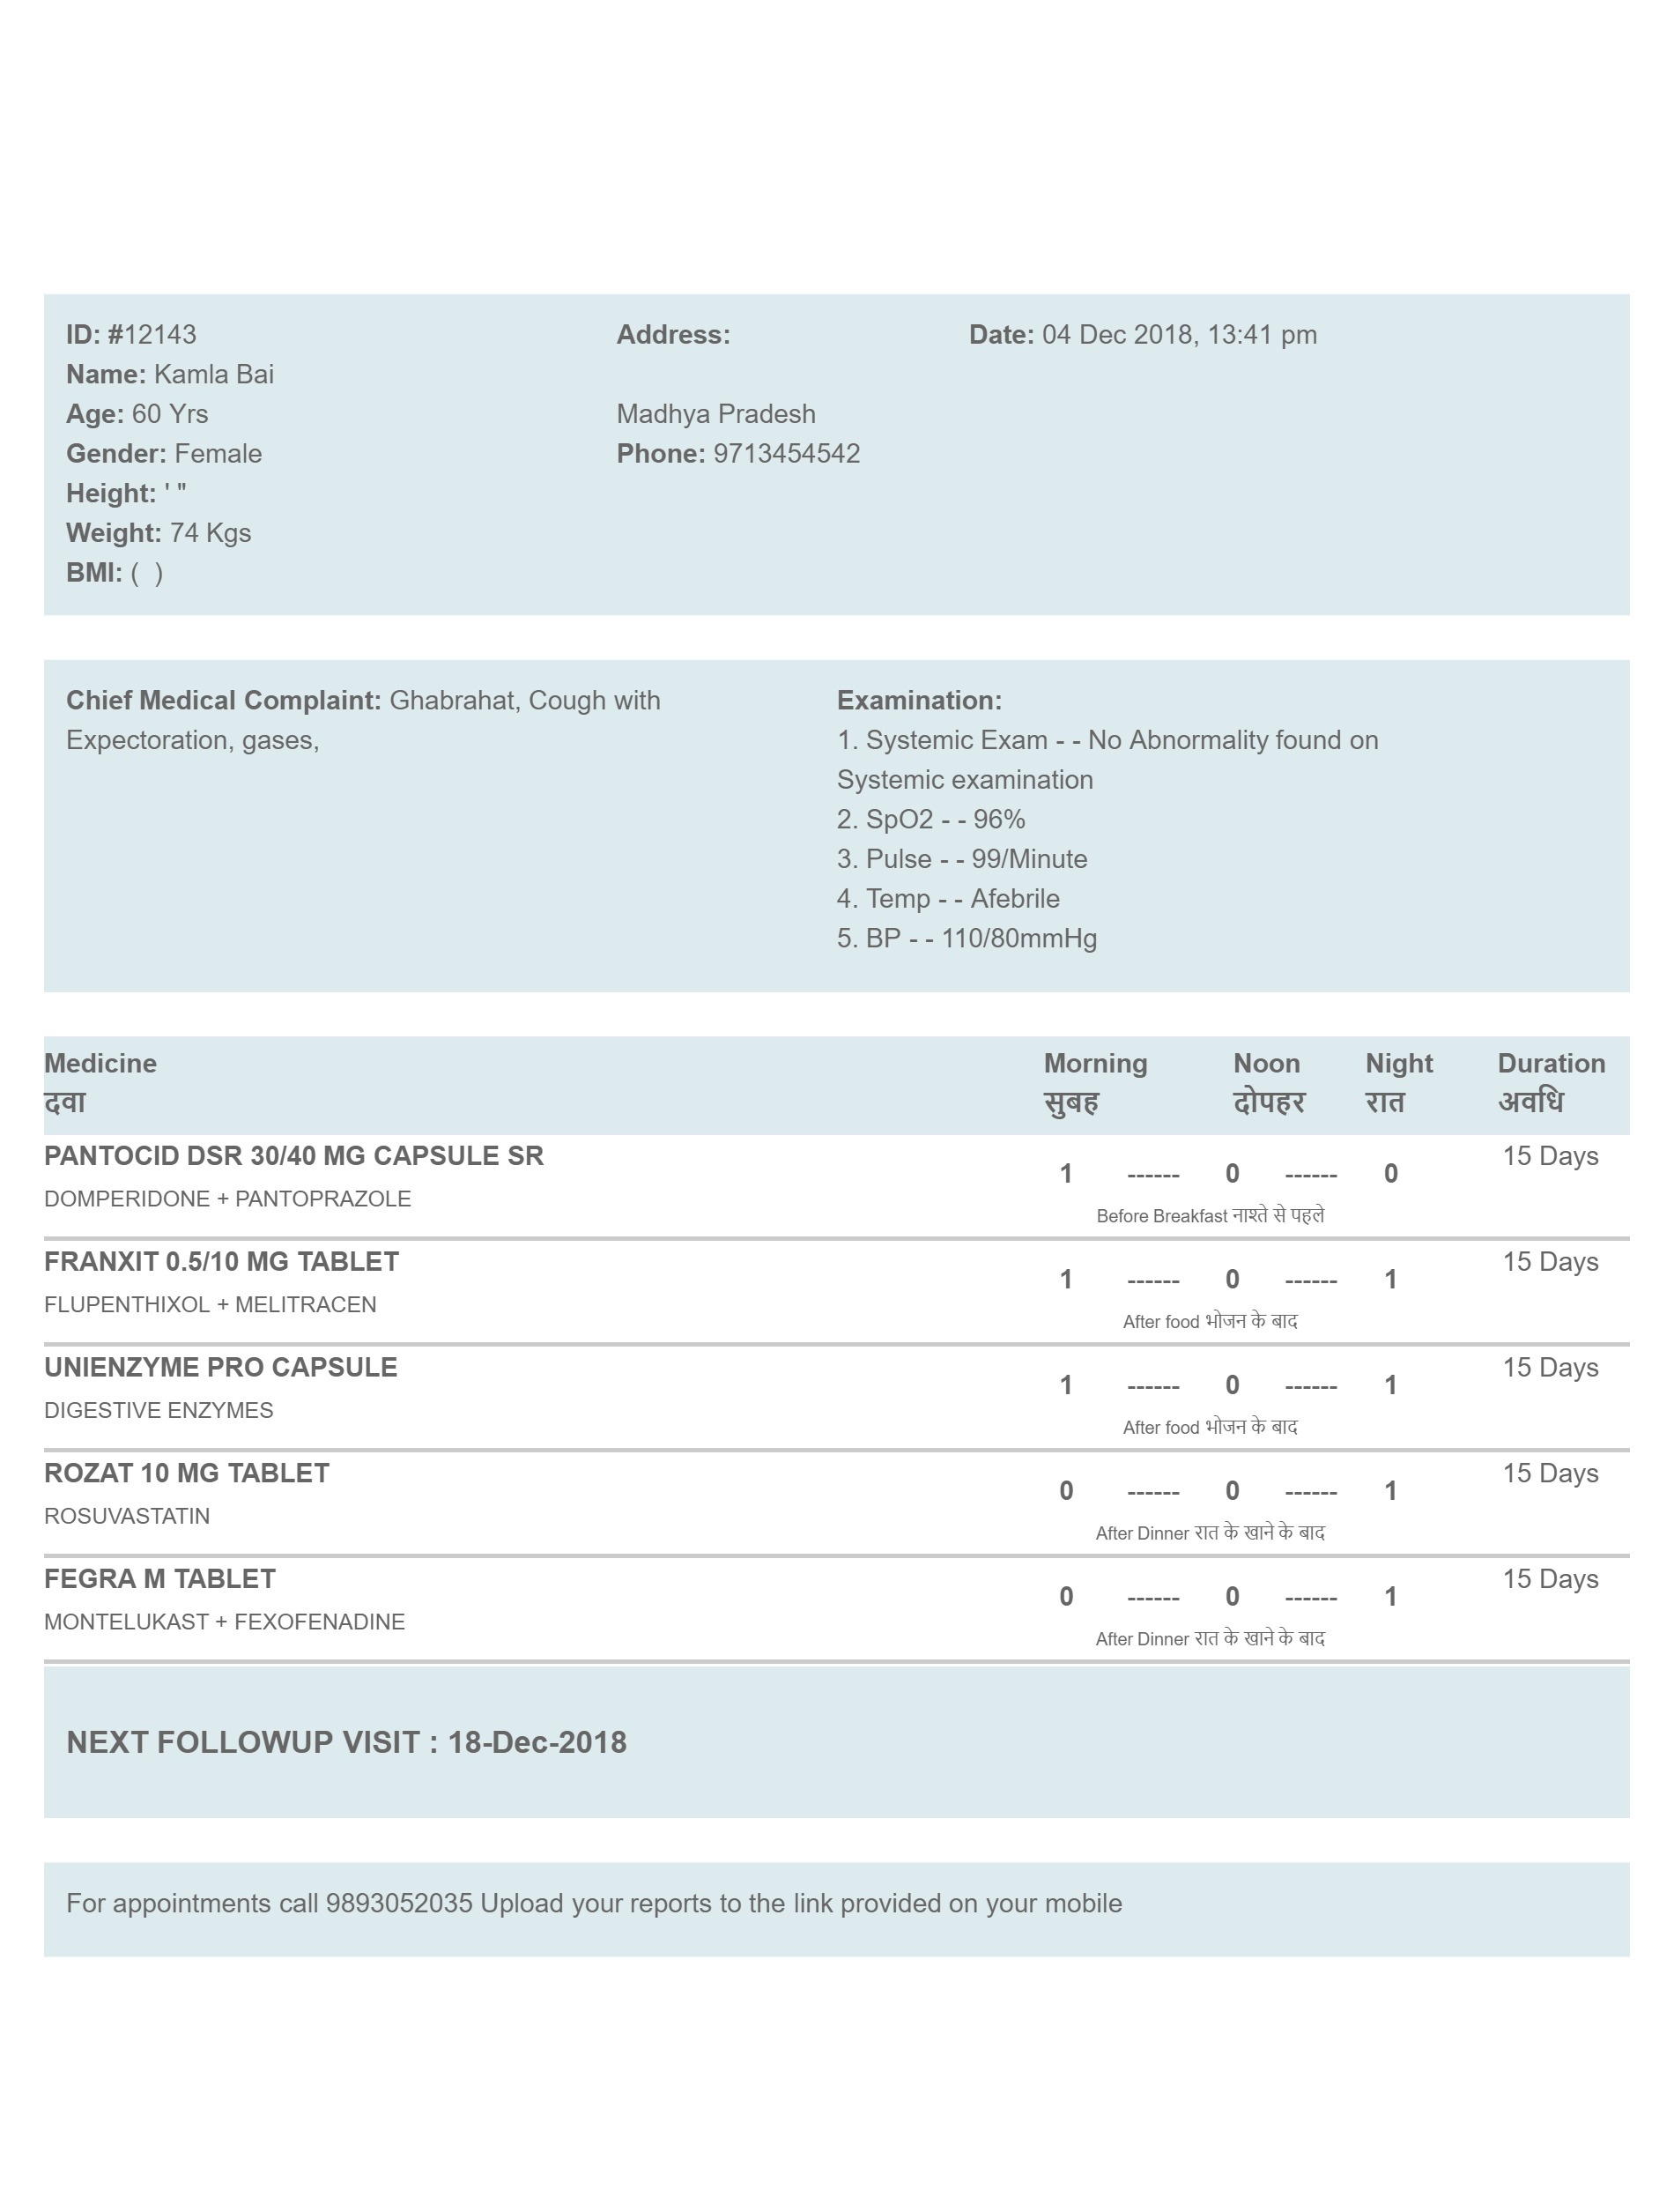 ID: #12143 Address: Date: 04 Dec 2018, 13:41 pm
Name: Kamla Bai
Age: 60 Yrs Madhya Pradesh
Gender: Female Phone: 9713454542
Height: ' "
Weight: 74 Kgs
BMI: (  )
Chief Medical Complaint: Ghabrahat, Cough with
Expectoration, gases,
Examination:
1. Systemic Exam - - No Abnormality found on
Systemic examination
2. SpO2 - - 96%
3. Pulse - - 99/Minute
4. Temp - - Afebrile
5. BP - - 110/80mmHg
Medicine Morning Noon Night Duration
दवा सुबह दोपहर रात अवधि
PANTOCID DSR 30/40 MG CAPSULE SR 15 Days
1 ------ 0 ------ 0
DOMPERIDONE + PANTOPRAZOLE
Before Breakfast नाश्ते से पहले
FRANXIT 0.5/10 MG TABLET 15 Days
1 ------ 0 ------ 1
FLUPENTHIXOL + MELITRACEN
After food भोजन के बाद
UNIENZYME PRO CAPSULE 15 Days
1 ------ 0 ------ 1
DIGESTIVE ENZYMES
After food भोजन के बाद
ROZAT 10 MG TABLET 15 Days
0 ------ 0 ------ 1
ROSUVASTATIN
After Dinner रात के खाने के बाद
FEGRA M TABLET 15 Days
0 ------ 0 ------ 1
MONTELUKAST + FEXOFENADINE
After Dinner रात के खाने के बाद
NEXT FOLLOWUP VISIT : 18-Dec-2018
For appointments call 9893052035 Upload your reports to the link provided on your mobile